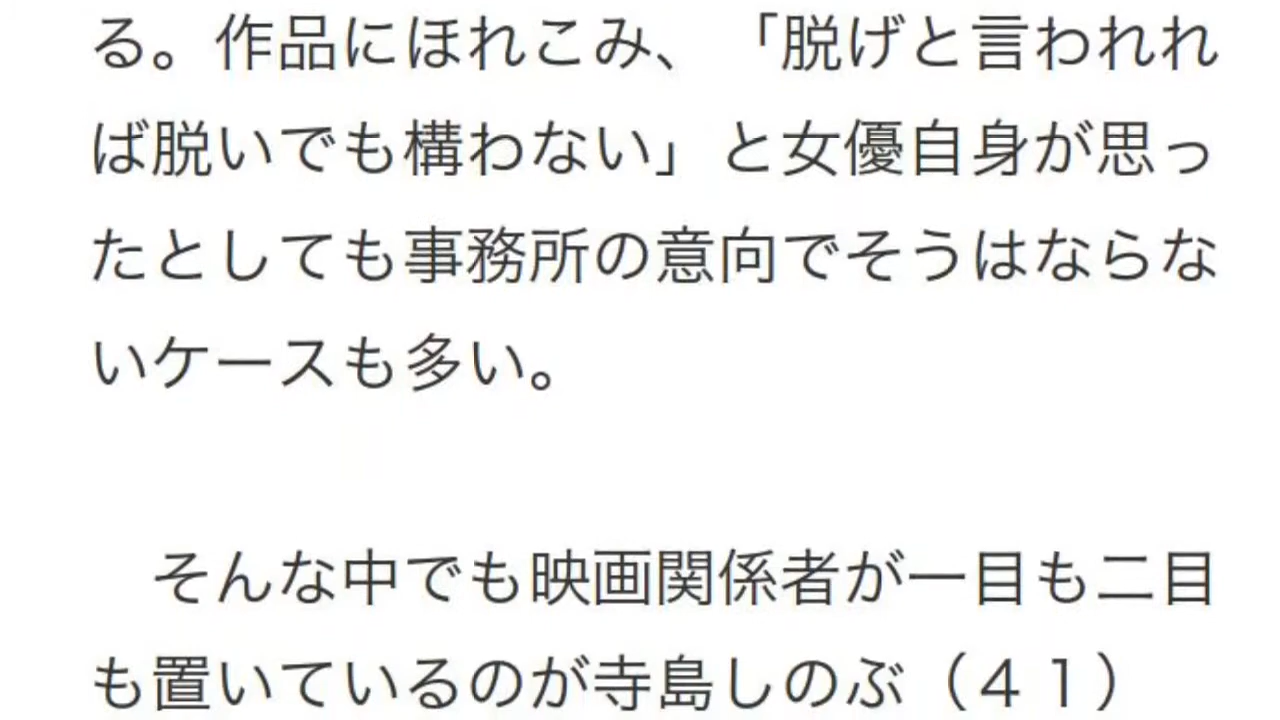 る。作品にほれこみ、「脱げと言われれ
ば脱いでも構わない」と女優自身が思っ
たとしても事務所の意向でそうはならな
いケースも多い。
そんな中でも映画関係者が一目も二目
も置いているのが寺島しのぶ（４１）